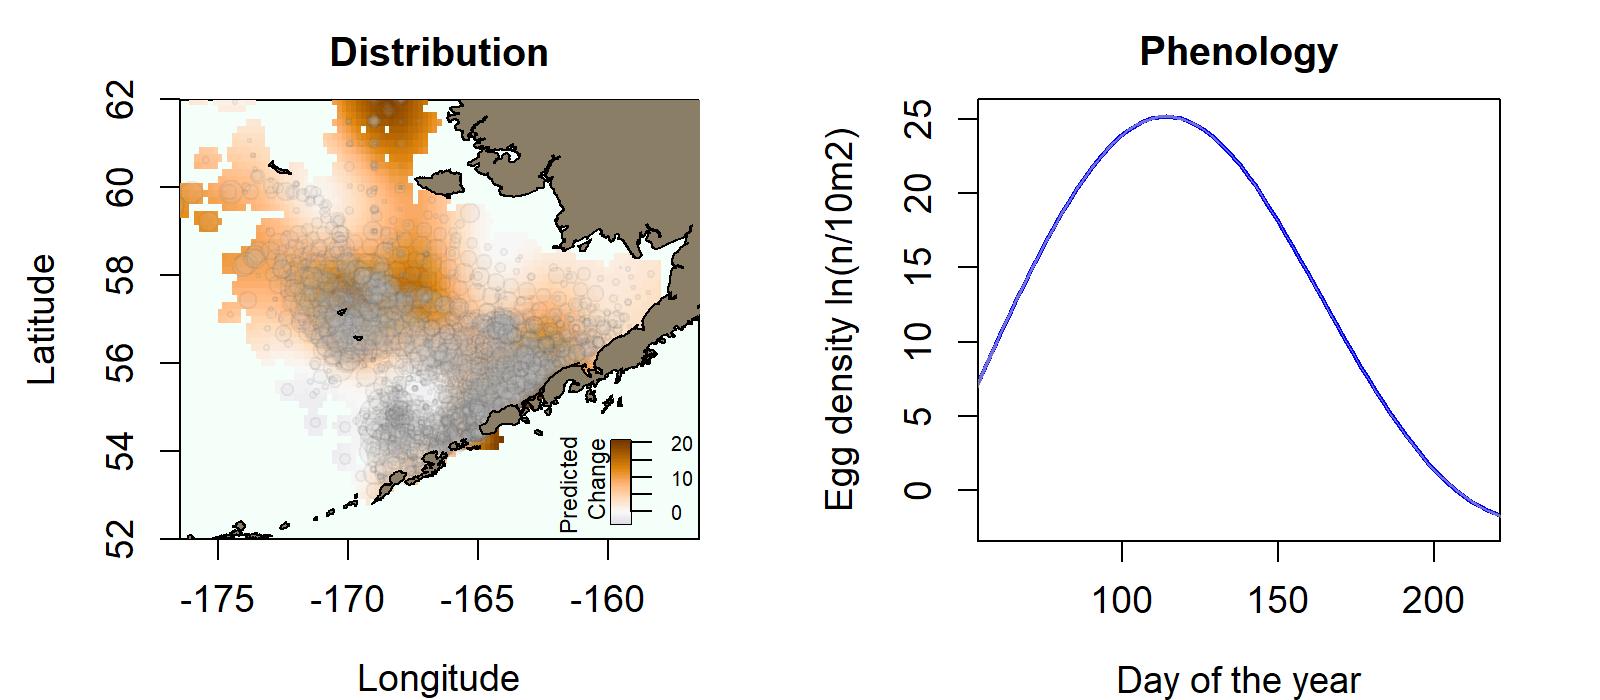 Distribution
Latitude
62
60
58
56
54
52
-175 -170 -165 -160
Longitude
Predicted
Change
20
10
0
Phenology
Egg density ln(n/10m2)
25
20
15
10
5
0
100 150 200
Day of the year